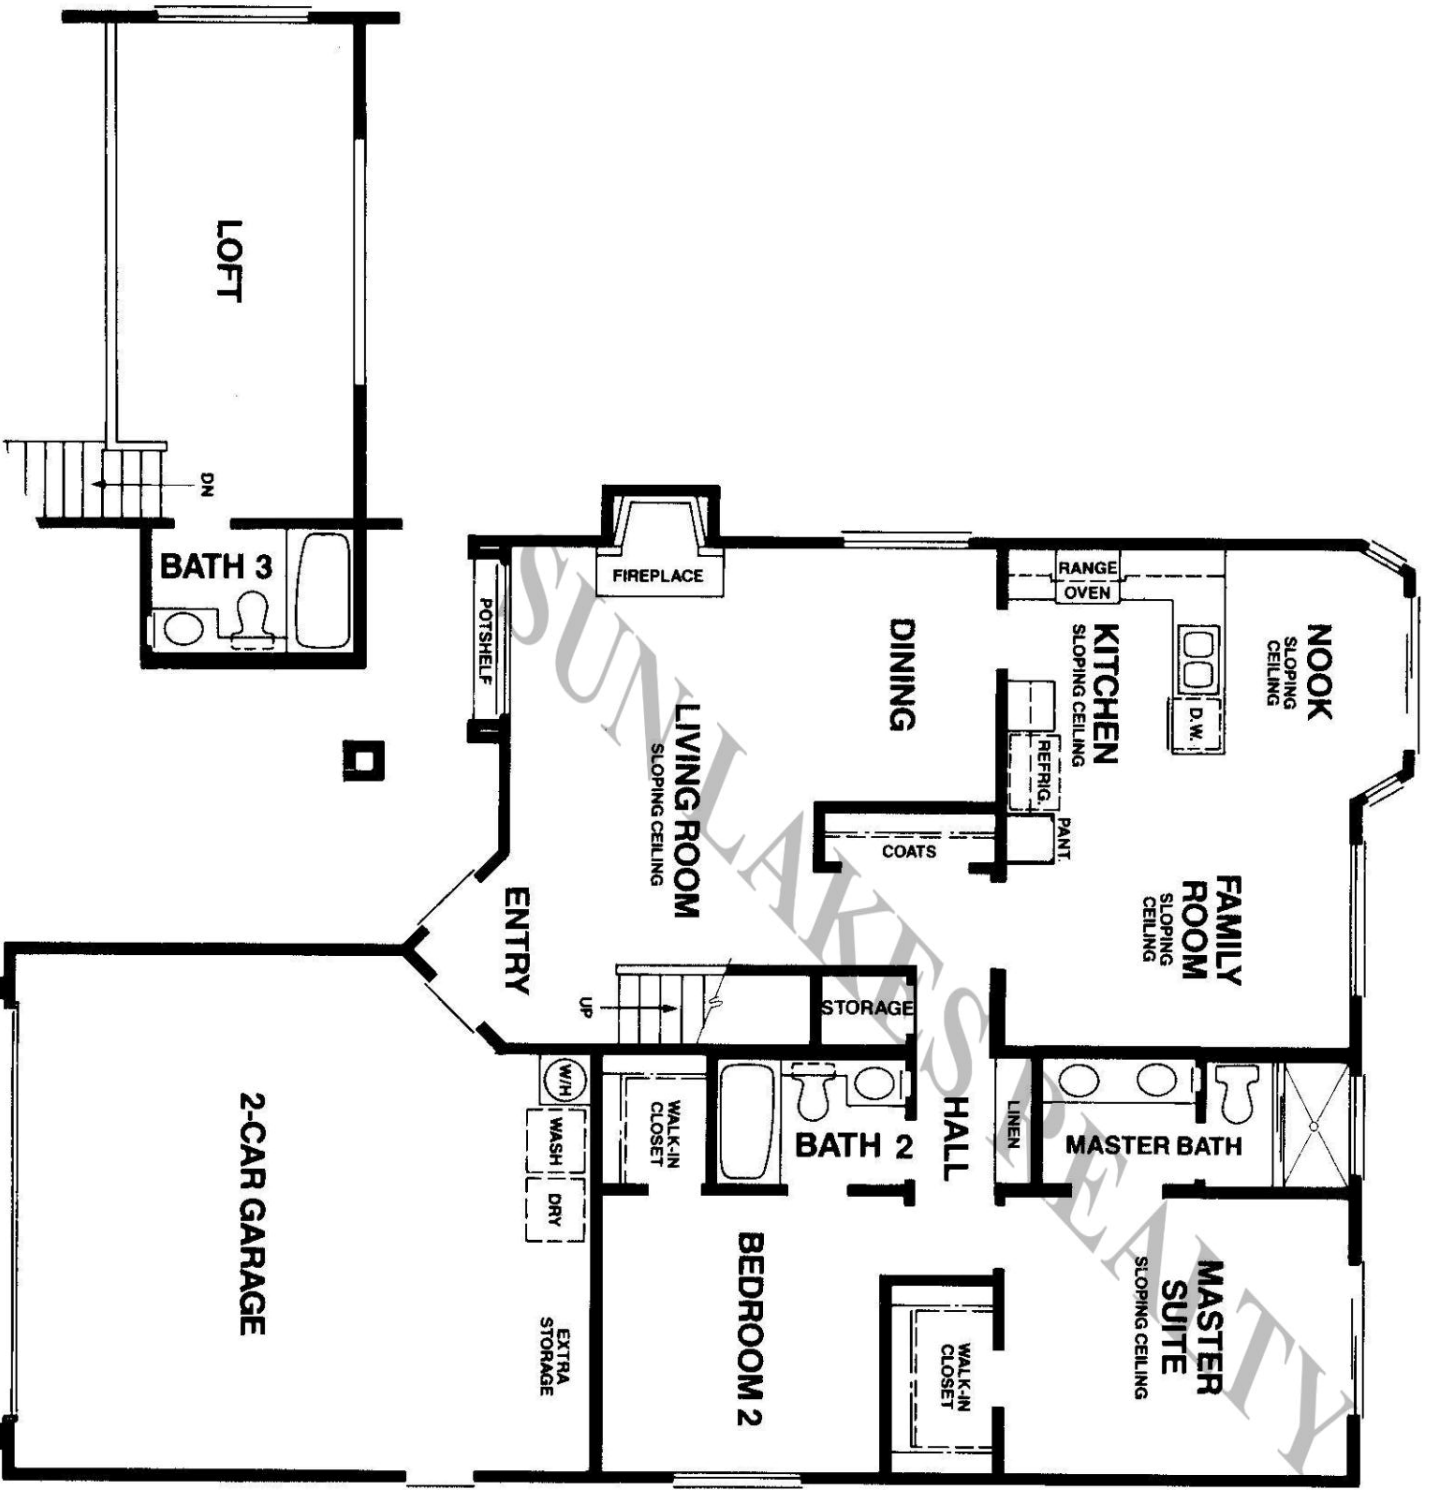 LOFT
DN
BATH 3
FIREPLACE
POTSHELF
LIVING ROOM
SLOPING CEILING
DINING
RANGE
OVEN
KITCHEN
SLOPING CEILING
REFRIG.
PANT.
D.W.
NOOK
SLOPING
CEILING
FAMILY
ROOM
SLOPING
CEILING
COATS
ENTRY
UP
STORAGE
2-CAR GARAGE
W/H
WASH
DRY
EXTRA
STORAGE
WALK-IN
CLOSET
BATH 2
HALL
LINEN
MASTER BATH
BEDROOM 2
WALK-IN
CLOSET
MASTER
SUITE
SLOPING CEILING
SUN LAKES REALTY